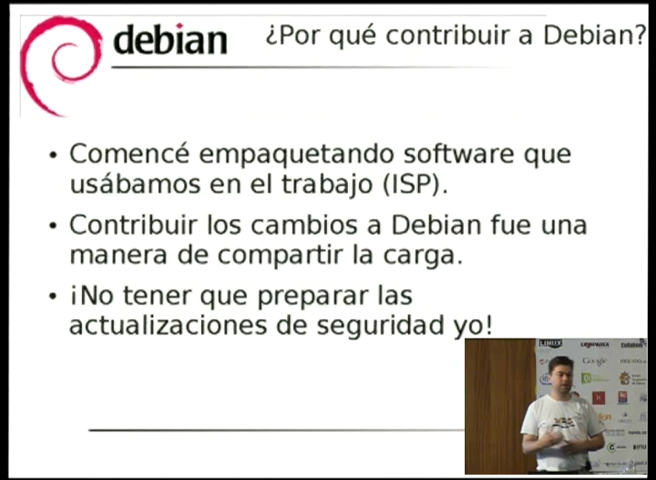 debian
¿Por qué contribuir a Debian?
• Comencé empaquetando software que
usábamos en el trabajo (ISP).
• Contribuir los cambios a Debian fue una
manera de compartir la carga.
• ¡No tener que preparar las
actualizaciones de seguridad yo!
Google